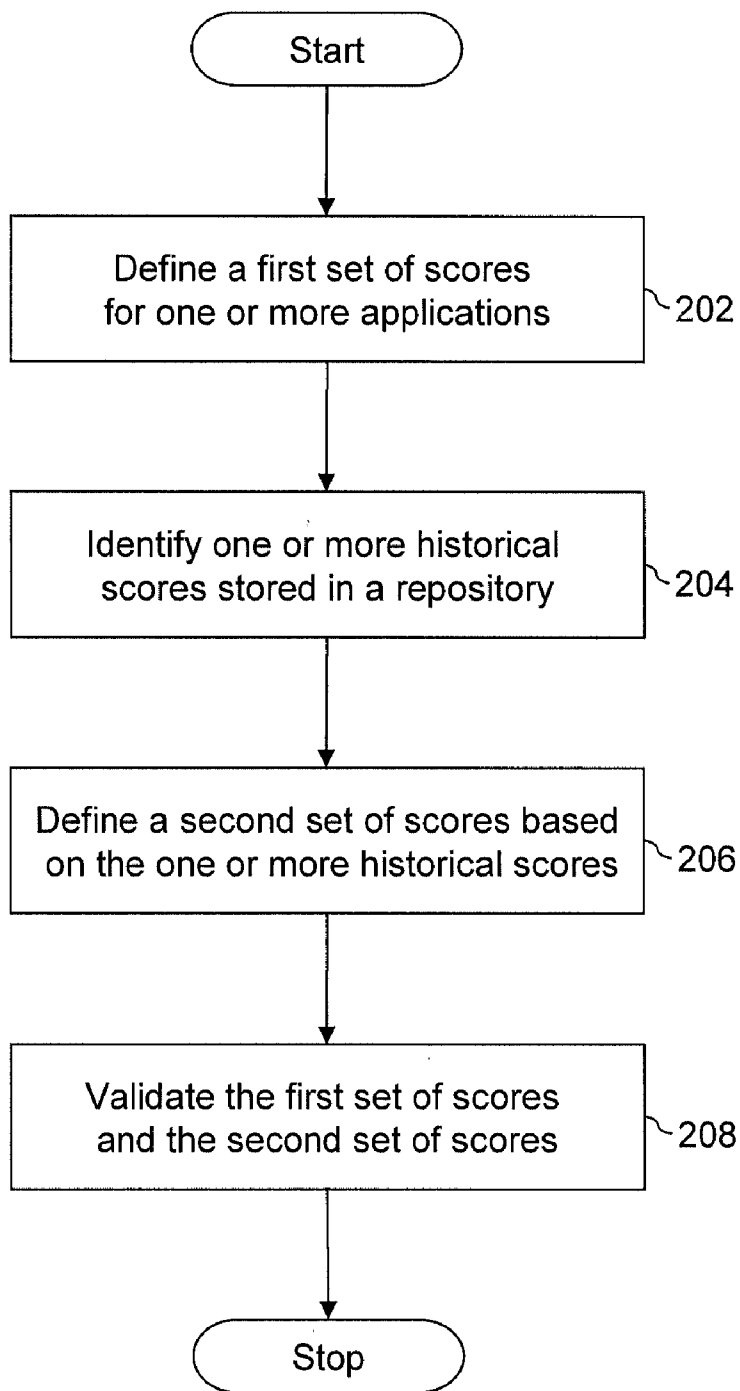 Start
Define a first set of scores
for one or more applications
202
Identify one or more historical
scores stored in a repository
204
Define a second set of scores based
on the one or more historical scores
206
Validate the first set of scores
and the second set of scores
208
Stop